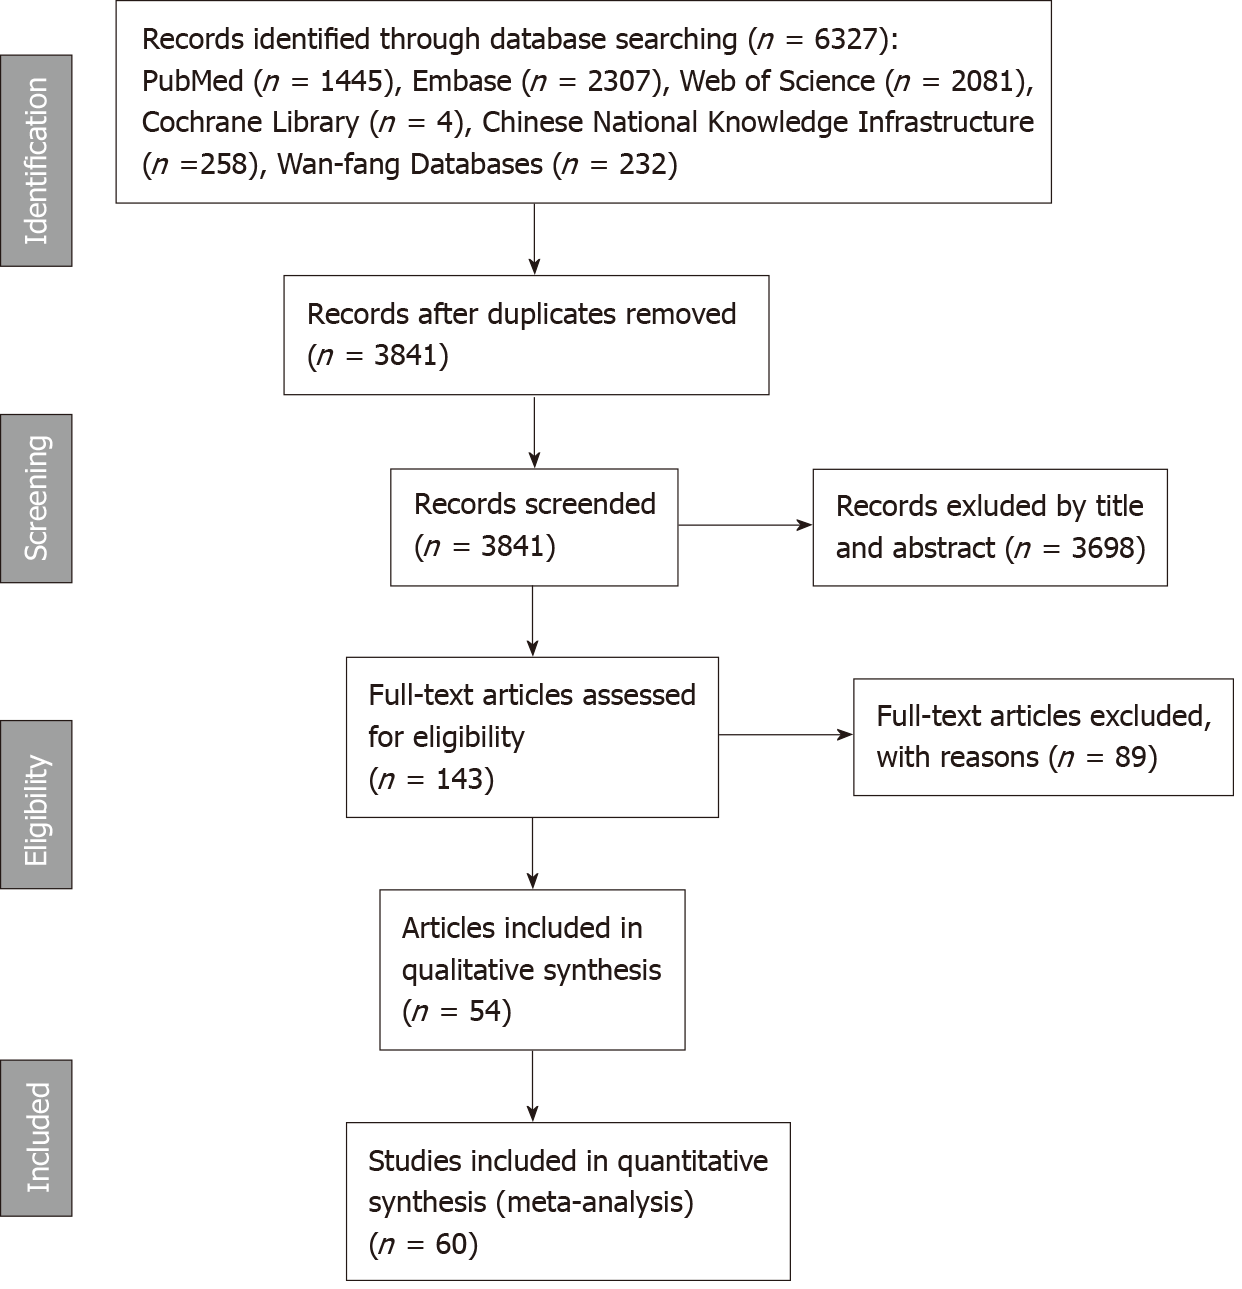 Identification
Records identified through database searching (n = 6327):
PubMed (n = 1445), Embase (n = 2307), Web of Science (n = 2081),
Cochrane Library (n = 4), Chinese National Knowledge Infrastructure
(n =258), Wan-fang Databases (n = 232)
Records after duplicates removed
(n = 3841)
Screening
Records screended
(n = 3841)
Records exluded by title
and abstract (n = 3698)
Eligibility
Full-text articles assessed
for eligibility
(n = 143)
Full-text articles excluded,
with reasons (n = 89)
Articles included in
qualitative synthesis
(n = 54)
Included
Studies included in quantitative
synthesis (meta-analysis)
(n = 60)